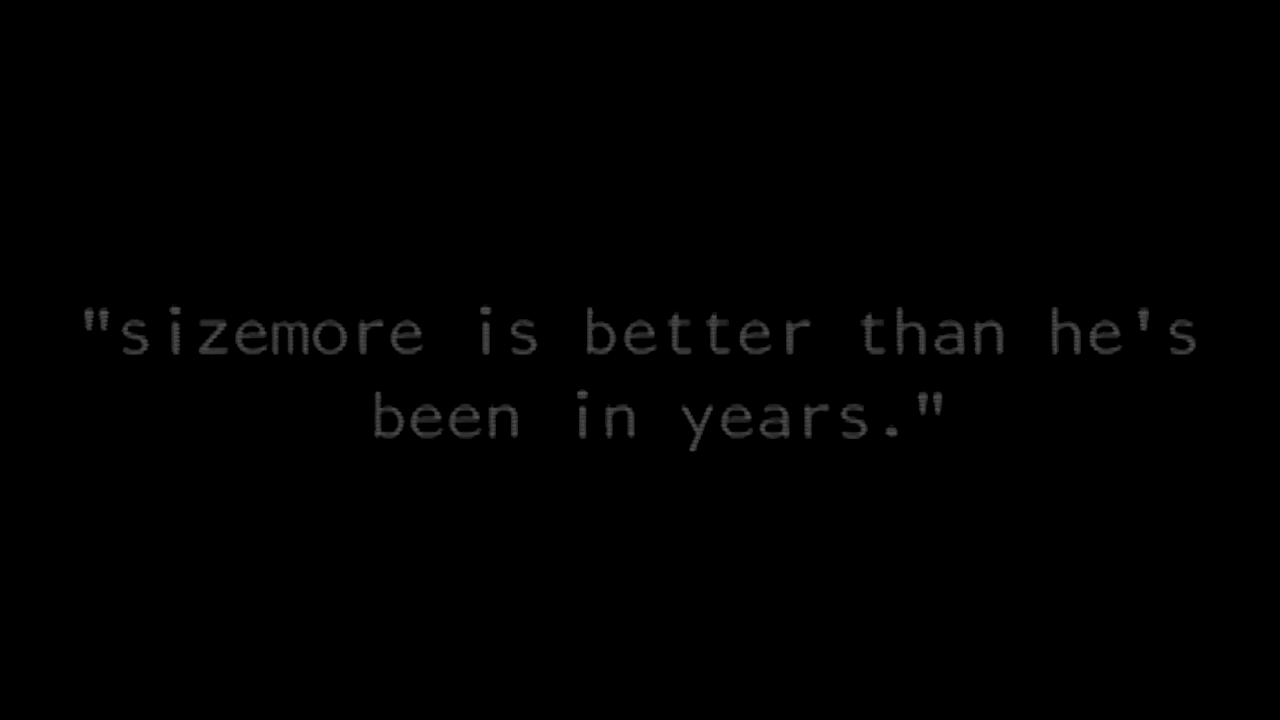 "sizemore is better than he's
been in years."